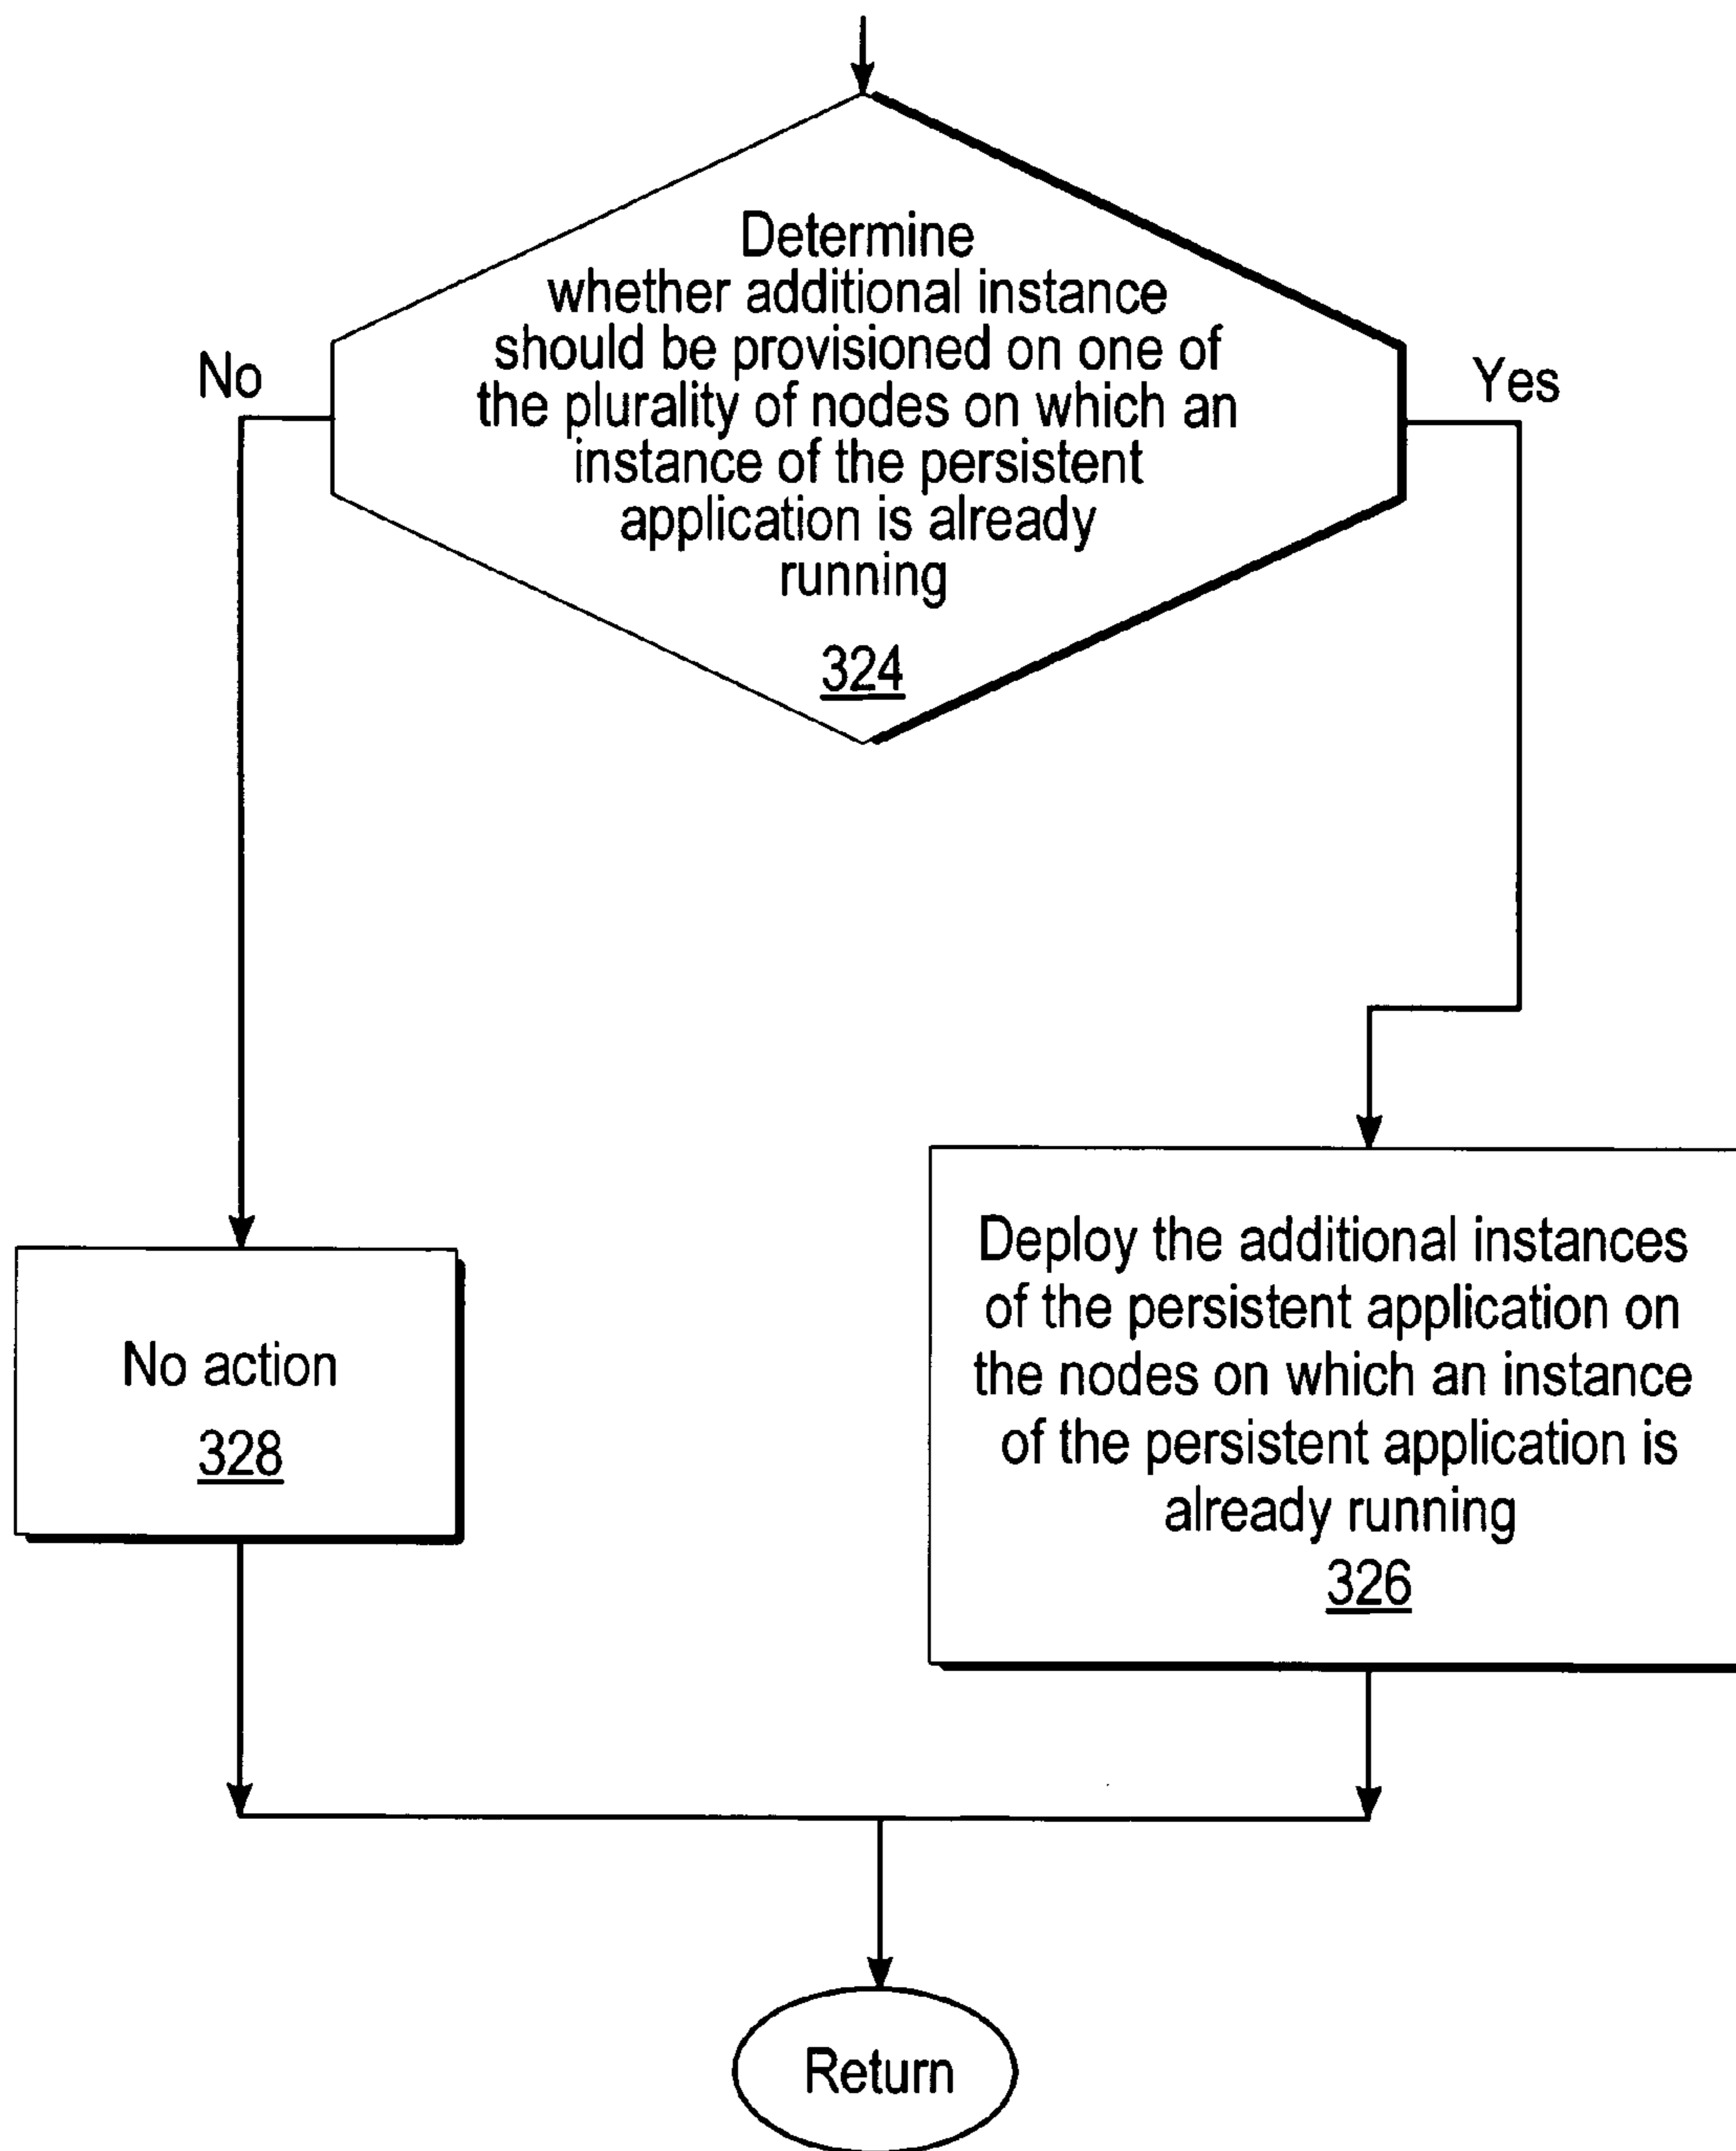 Determine
whether additional instance
should be provisioned on one of
the plurality of nodes on which an
instance of the persistent
application is already
running
324
No
Yes
No action
328
Deploy the additional instances
of the persistent application on
the nodes on which an instance
of the persistent application is
already running
326
Return